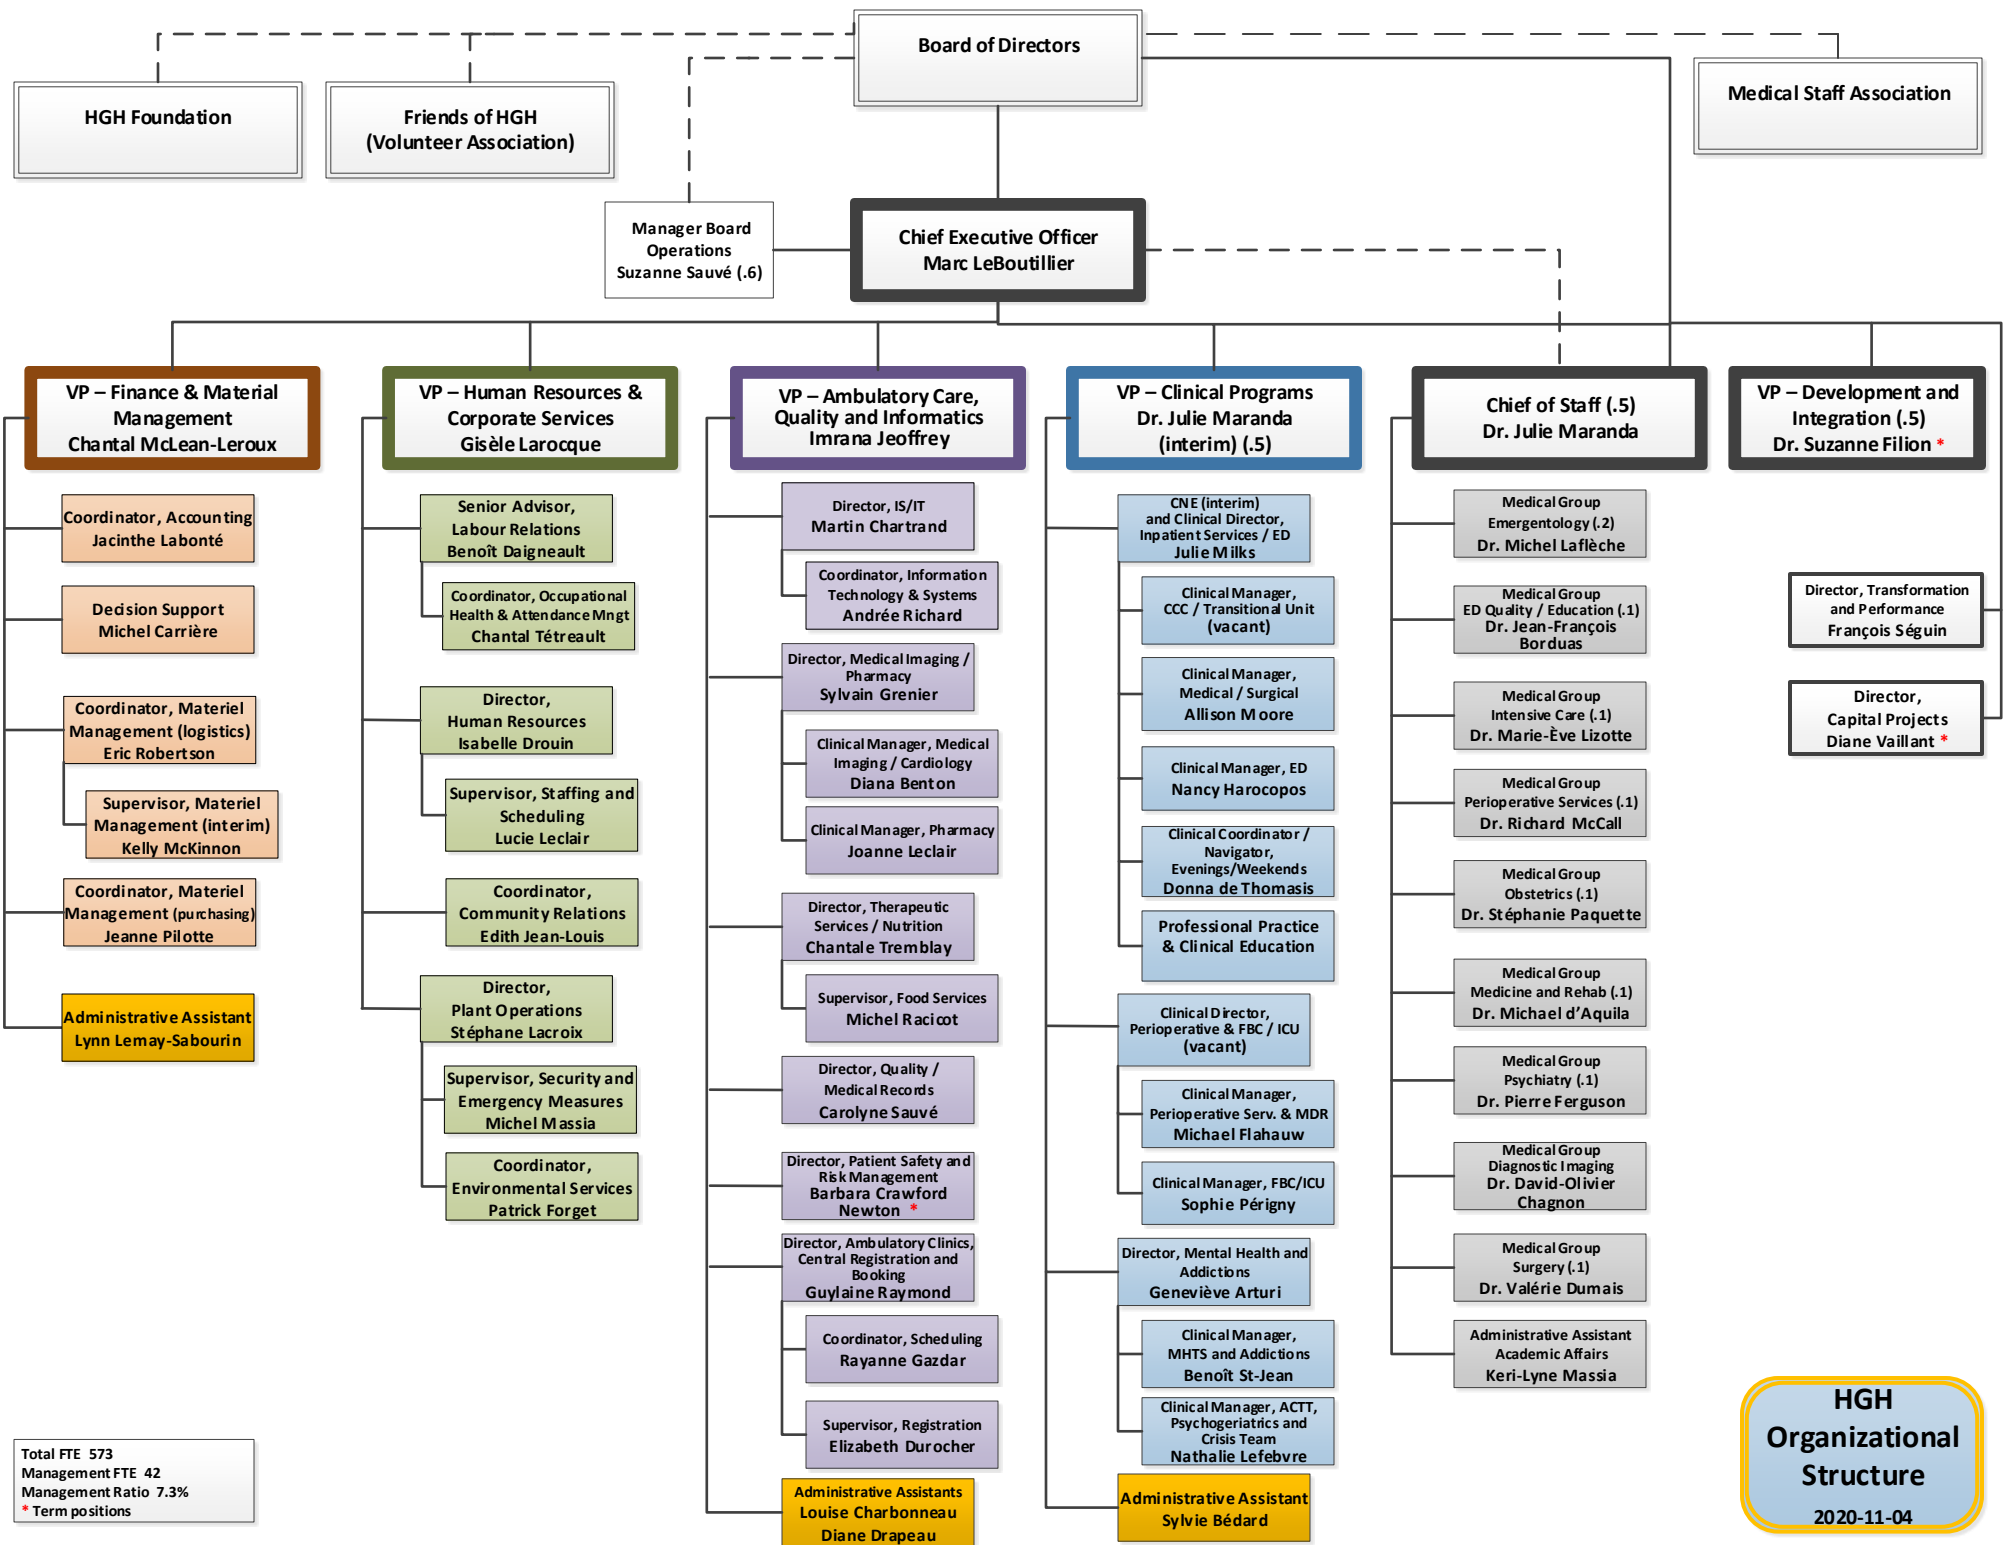 Board of Directors
HGH Foundation
Friends of HGH
(Volunteer Association)
Medical Staff Association
Manager Board
Operations
Suzanne Sauvé (.6)
Chief Executive Officer
Marc LeBoutillier
VP – Finance & Material
Management
Chantal McLean-Leroux
Coordinator, Accounting
Jacinthe Labonté
Decision Support
Michel Carrière
Coordinator, Materiel
Management (logistics)
Eric Robertson
Supervisor, Materiel
Management (interim)
Kelly McKinnon
Coordinator, Materiel
Management (purchasing)
Jeanne Pilotte
Administrative Assistant
Lynn Lemay-Sabourin
VP – Human Resources &
Corporate Services
Gisèle Larocque
Senior Advisor,
Labour Relations
Benoît Daigneault
Coordinator, Occupational
Health & Attendance Mngt
Chantal Tétreault
Director,
Human Resources
Isabelle Drouin
Supervisor, Staffing and
Scheduling
Lucie Leclair
Coordinator,
Community Relations
Edith Jean-Louis
Director,
Plant Operations
Stéphane Lacroix
Supervisor, Security and
Emergency Measures
Michel Massia
Coordinator,
Environmental Services
Patrick Forget
VP – Ambulatory Care,
Quality and Informatics
Imrana Jeoffrey
Director, IS/IT
Martin Chartrand
Coordinator, Information
Technology & Systems
Andrée Richard
Director, Medical Imaging /
Pharmacy
Sylvain Grenier
Clinical Manager, Medical
Imaging / Cardiology
Diana Benton
Clinical Manager, Pharmacy
Joanne Leclair
Director, Therapeutic
Services / Nutrition
Chantale Tremblay
Supervisor, Food Services
Michel Racicot
Director, Quality /
Medical Records
Carolyne Sauvé
Director, Patient Safety and
Risk Management
Barbara Crawford
Newton *
Director, Ambulatory Clinics,
Central Registration and
Booking
Guylaine Raymond
Coordinator, Scheduling
Rayanne Gazdar
Supervisor, Registration
Elizabeth Durocher
Administrative Assistants
Louise Charbonneau
Diane Drapeau
VP – Clinical Programs
Dr. Julie Maranda
(interim) (.5)
CNE (interim)
and Clinical Director,
Inpatient Services / ED
Julie Milks
Clinical Manager,
CCC / Transitional Unit
(vacant)
Clinical Manager,
Medical / Surgical
Allison Moore
Clinical Manager, ED
Nancy Harocopos
Clinical Coordinator /
Navigator,
Evenings/Weekends
Donna de Thomasis
Professional Practice
& Clinical Education
Clinical Director,
Perioperative & FBC / ICU
(vacant)
Clinical Manager,
Perioperative Serv. & MDR
Michael Flahauw
Clinical Manager, FBC/ICU
Sophie Périgny
Director, Mental Health and
Addictions
Geneviève Arturi
Clinical Manager,
MHTS and Addictions
Benoît St-Jean
Clinical Manager, ACTT,
Psychogeriatrics and
Crisis Team
Nathalie Lefebvre
Administrative Assistant
Sylvie Bédard
Chief of Staff (.5)
Dr. Julie Maranda
Medical Group
Emergentology (.2)
Dr. Michel Laflèche
Medical Group
ED Quality / Education (.1)
Dr. Jean-François
Borduas
Medical Group
Intensive Care (.1)
Dr. Marie-Ève Lizotte
Medical Group
Perioperative Services (.1)
Dr. Richard McCall
Medical Group
Obstetrics (.1)
Dr. Stéphanie Paquette
Medical Group
Medicine and Rehab (.1)
Dr. Michael d’Aquila
Medical Group
Psychiatry (.1)
Dr. Pierre Ferguson
Medical Group
Diagnostic Imaging
Dr. David-Olivier
Chagnon
Medical Group
Surgery (.1)
Dr. Valérie Dumais
Administrative Assistant
Academic Affairs
Keri-Lyne Massia
VP – Development and
Integration (.5)
Dr. Suzanne Filion *
Director, Transformation
and Performance
François Séguin
Director,
Capital Projects
Diane Vaillant *
Total FTE 573
Management FTE 42
Management Ratio 7.3%
* Term positions
HGH
Organizational
Structure
2020-11-04